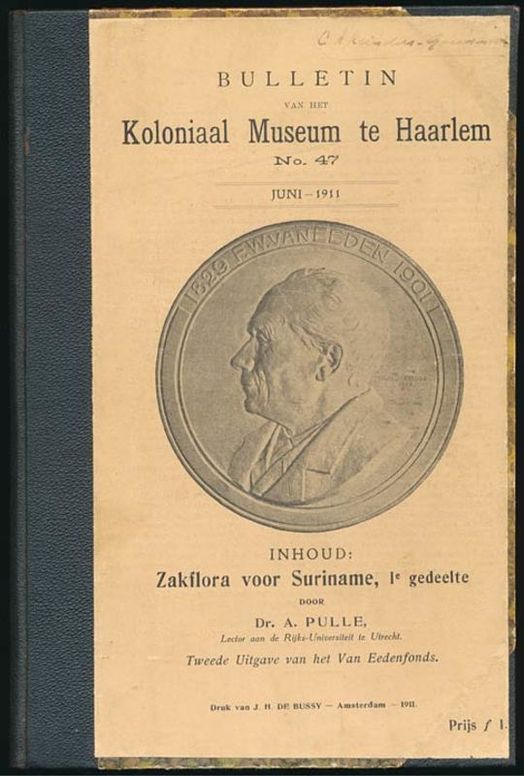 BULLETIN
VAN HET
Koloniaal Museum te Haarlem
No. 47
JUNI – 1911
1829 F.W. VAN EEDEN 1901
INHOUD:
Zakflora voor Suriname, 1e gedeelte
DOOR
Dr. A. PULLE,
Lector aan de Rijks-Universiteit te Utrecht.
Tweede Uitgave van het Van Eedenfonds.
Druk van J. H. DE BUSSY — Amsterdam — 1911.
Prijs ƒ 1.